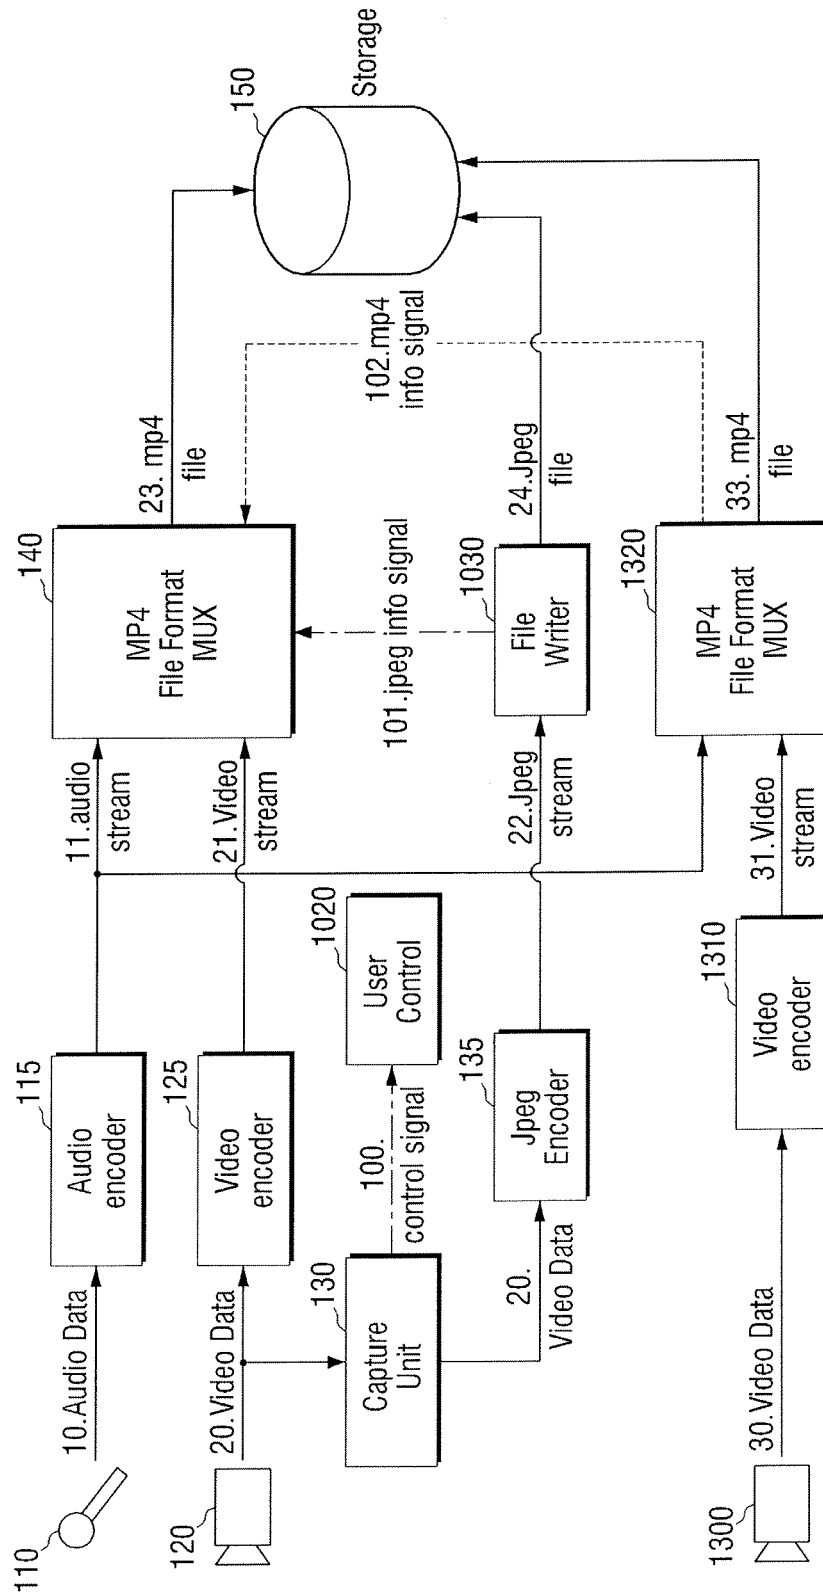 110
10.Audio Data
115
Audio
encoder
11.audio
stream
140
MP4
File Format
MUX
23. mp4
file
150
Storage
120
20.Video Data
125
Video
encoder
21.Video
stream
130
Capture
Unit
100.
control signal
1020
User
Control
101.jpeg info signal
102.mp4
info signal
20.
Video Data
135
Jpeg
Encoder
22.Jpeg
stream
1030
File
Writer
24.Jpeg
file
1300
30.Video Data
1310
Video
encoder
31.Video
stream
1320
MP4
File Format
MUX
33. mp4
file